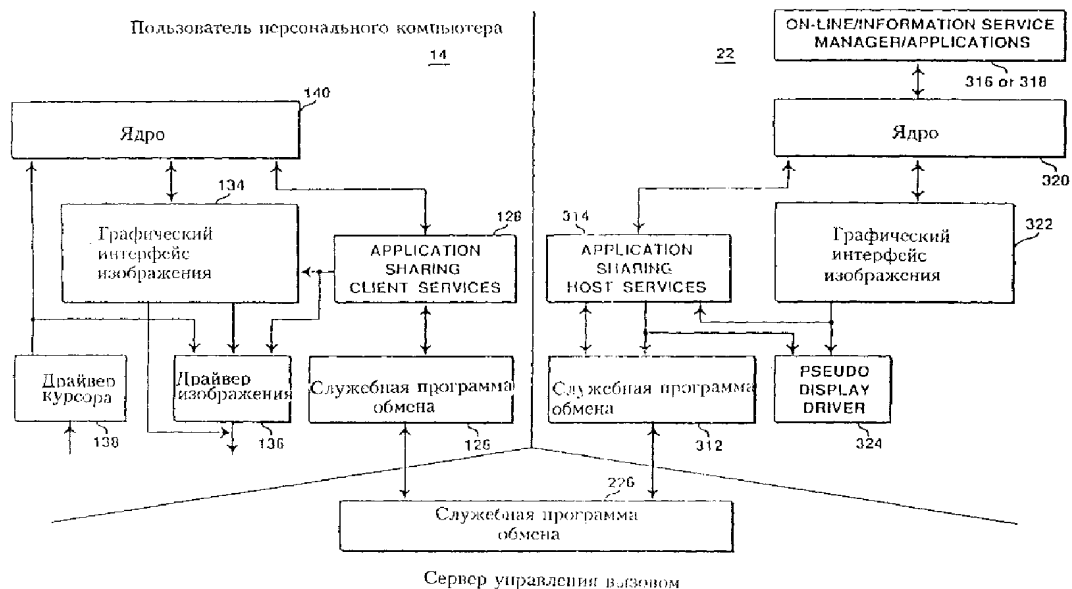 Пользователь персонального компьютера
14
22
ON-LINE/INFORMATION SERVICE
MANAGER/APPLICATIONS
316 or 318
140
Ядро
Ядро
320
134
Графический
интерфейс
изображения
128
APPLICATION
SHARING
CLIENT SERVICES
314
APPLICATION
SHARING
HOST SERVICES
Графический
интерфейс
изображения
322
Драйвер
курсора
138
Драйвер
изображения
136
Служебная программа
обмена
126
Служебная программа
обмена
312
PSEUDO
DISPLAY
DRIVER
324
226
Служебная программа
обмена
Сервер управления вызовом